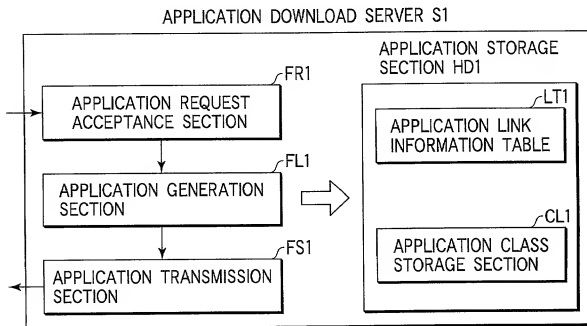 APPLICATION DOWNLOAD SERVER S1
FR1
APPLICATION REQUEST
ACCEPTANCE SECTION
FL1
APPLICATION GENERATION
SECTION
FS1
APPLICATION TRANSMISSION
SECTION
APPLICATION STORAGE
SECTION HD1
LT1
APPLICATION LINK
INFORMATION TABLE
CL1
APPLICATION CLASS
STORAGE SECTION